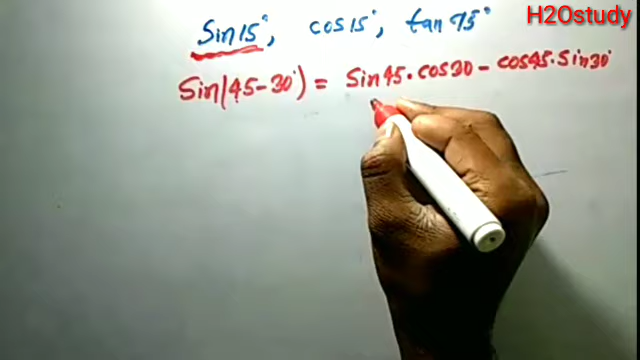 H2Ostudy
Sin15°, cos15°, tan75°
Sin(45-30°) = Sin45·cos30 - cos45·Sin30°